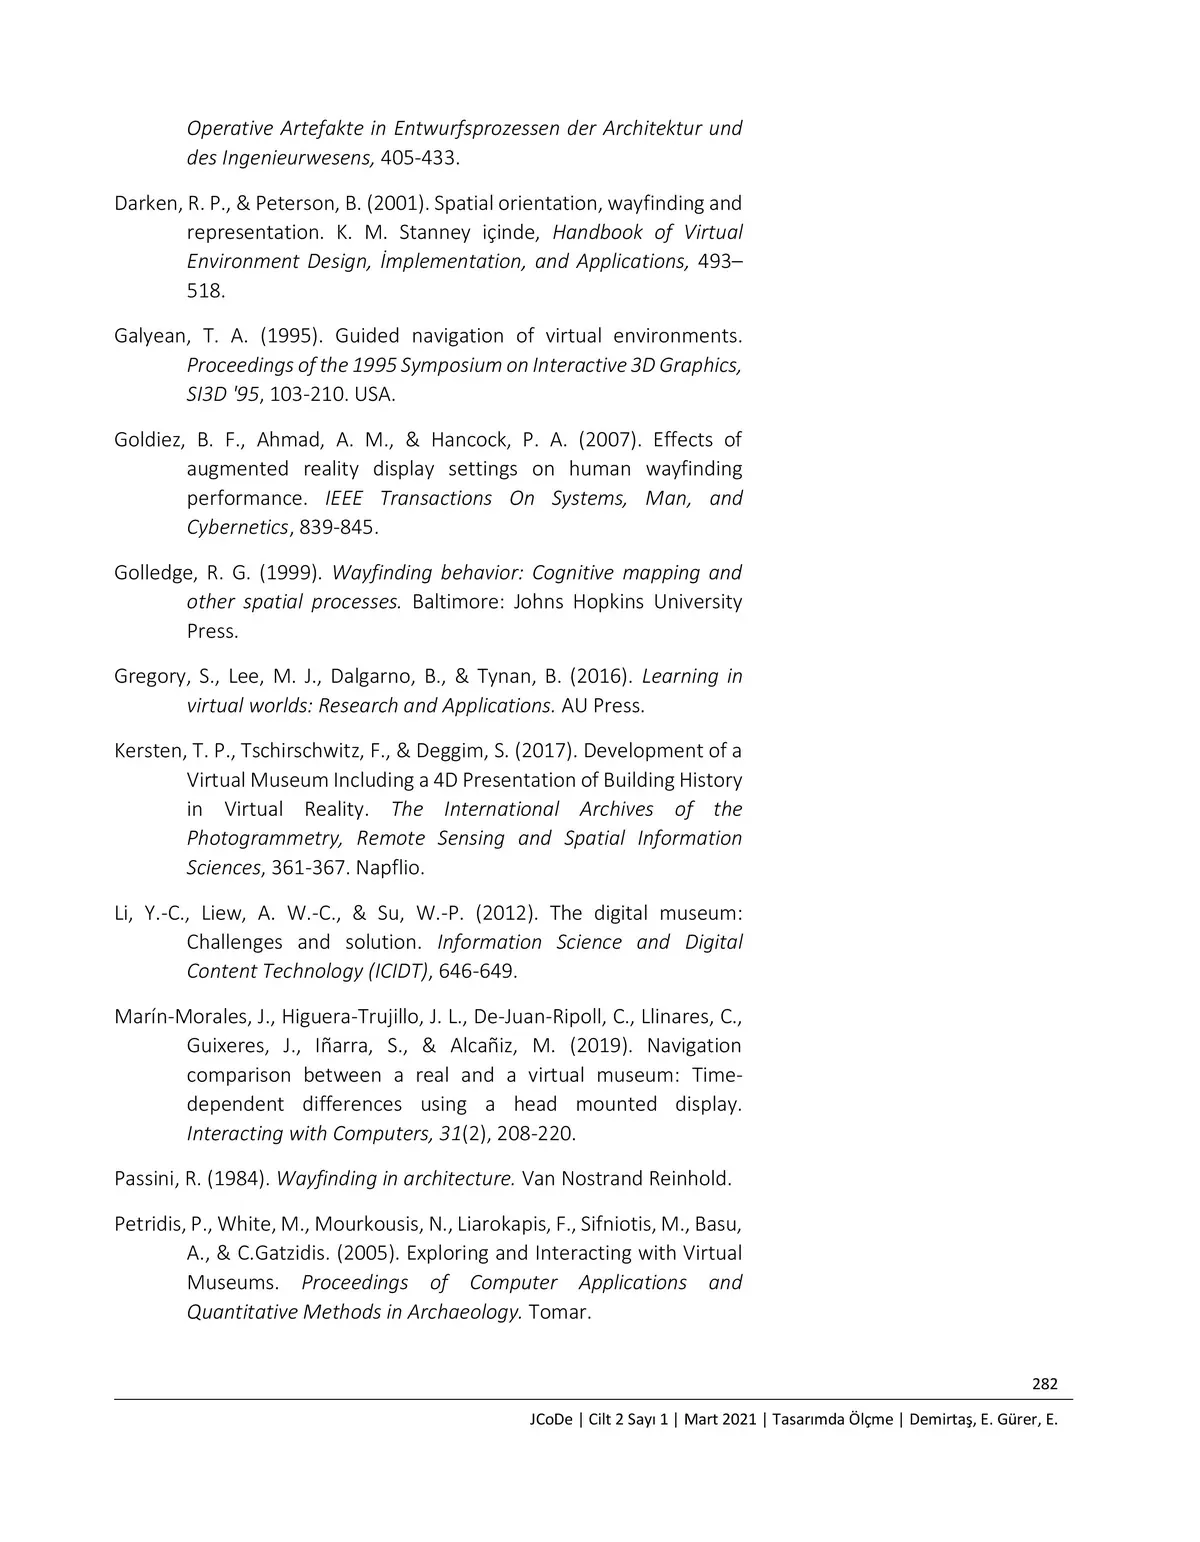 Operative Artefakte in Entwurfsprozessen der Architektur und
des Ingenieurwesens, 405-433.
Darken, R. P., & Peterson, B. (2001). Spatial orientation, wayfinding and
representation. K. M. Stanney içinde, Handbook of Virtual
Environment Design, İmplementation, and Applications, 493–
518.
Galyean, T. A. (1995). Guided navigation of virtual environments.
Proceedings of the 1995 Symposium on Interactive 3D Graphics,
SI3D '95, 103-210. USA.
Goldiez, B. F., Ahmad, A. M., & Hancock, P. A. (2007). Effects of
augmented reality display settings on human wayfinding
performance. IEEE Transactions On Systems, Man, and
Cybernetics, 839-845.
Golledge, R. G. (1999). Wayfinding behavior: Cognitive mapping and
other spatial processes. Baltimore: Johns Hopkins University
Press.
Gregory, S., Lee, M. J., Dalgarno, B., & Tynan, B. (2016). Learning in
virtual worlds: Research and Applications. AU Press.
Kersten, T. P., Tschirschwitz, F., & Deggim, S. (2017). Development of a
Virtual Museum Including a 4D Presentation of Building History
in Virtual Reality. The International Archives of the
Photogrammetry, Remote Sensing and Spatial Information
Sciences, 361-367. Napflio.
Li, Y.-C., Liew, A. W.-C., & Su, W.-P. (2012). The digital museum:
Challenges and solution. Information Science and Digital
Content Technology (ICIDT), 646-649.
Marín-Morales, J., Higuera-Trujillo, J. L., De-Juan-Ripoll, C., Llinares, C.,
Guixeres, J., Iñarra, S., & Alcañiz, M. (2019). Navigation
comparison between a real and a virtual museum: Time-
dependent differences using a head mounted display.
Interacting with Computers, 31(2), 208-220.
Passini, R. (1984). Wayfinding in architecture. Van Nostrand Reinhold.
Petridis, P., White, M., Mourkousis, N., Liarokapis, F., Sifniotis, M., Basu,
A., & C.Gatzidis. (2005). Exploring and Interacting with Virtual
Museums. Proceedings of Computer Applications and
Quantitative Methods in Archaeology. Tomar.
282
JCoDe | Cilt 2 Sayı 1 | Mart 2021 | Tasarımda Ölçme | Demirtaş, E. Gürer, E.